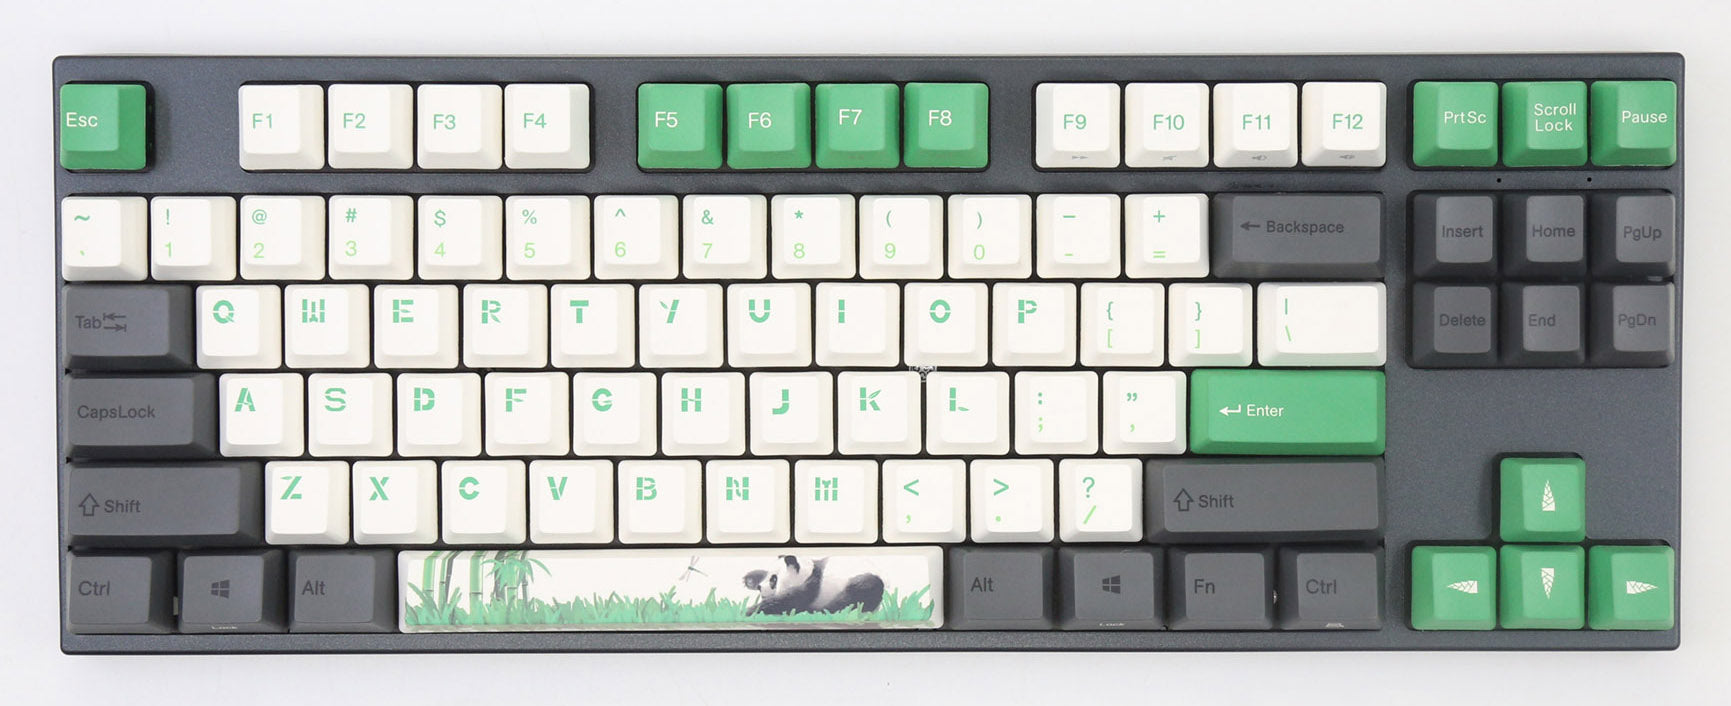 Esc F1 F2 F3 F4 F5 F6 F7 F8 F9 F10 F11 F12 PrtSc Scroll Lock Pause
~ ! @ # $ % ^ & * ( ) – +
` 1 2 3 4 5 6 7 8 9 0 - =
← Backspace Insert Home PgUp
Tab Q W E R T Y U I O P { } |
[ ] \
Delete End PgDn
CapsLock A S D F G H J K L : ”
; ,
Enter
Shift Z X C V B N M < > ?
, . /
Shift
Ctrl Alt Alt Fn Ctrl
Lock Lock